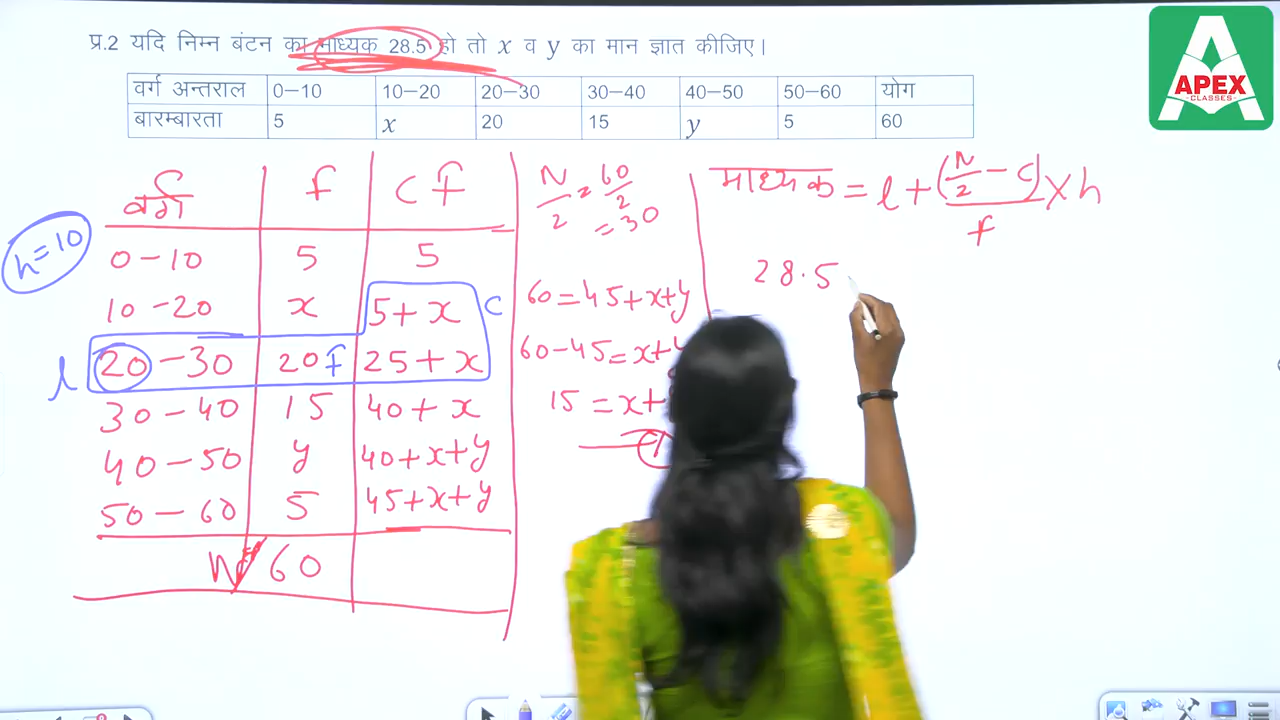 प्र.2 यदि निम्न बंटन का माध्यक 28.5 हो तो x व y का मान ज्ञात कीजिए।
वर्ग अन्तराल 0–10 10–20 20–30 30–40 40–50 50–60 योग
बारम्बारता 5 x 20 15 y 5 60
APEX
CLASSES
वर्ग f cf
0-10 5 5
10-20 x 5+x c
l 20-30 20 f 25+x
30-40 15 40+x
40-50 y 40+x+y
50-60 5 45+x+y
N 60
h=10
N/2 = 60/2
= 30
60=45+x+y
60-45=x+y
15 = x+
1
माध्यक = l + (N/2 - c)/f × h
28.5